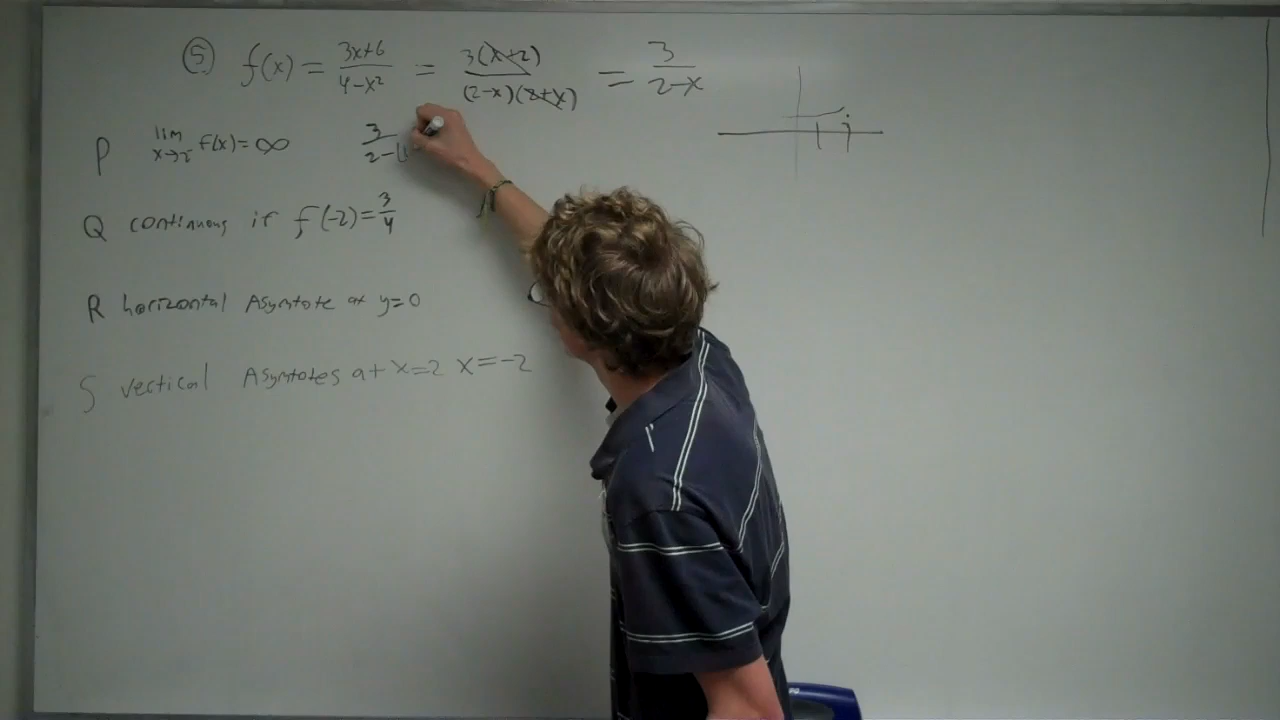 ⑤ f(x) = 3x+6/4-x² = 3(x+2)/(2-x)(2+x) = 3/2-x
P lim x→2⁻ f(x)=∞ 3/2-(1
Q continuous if f(-2)=3/4
R horizontal Asymtote at y=0
S vertical Asymtotes at x=2 x=-2